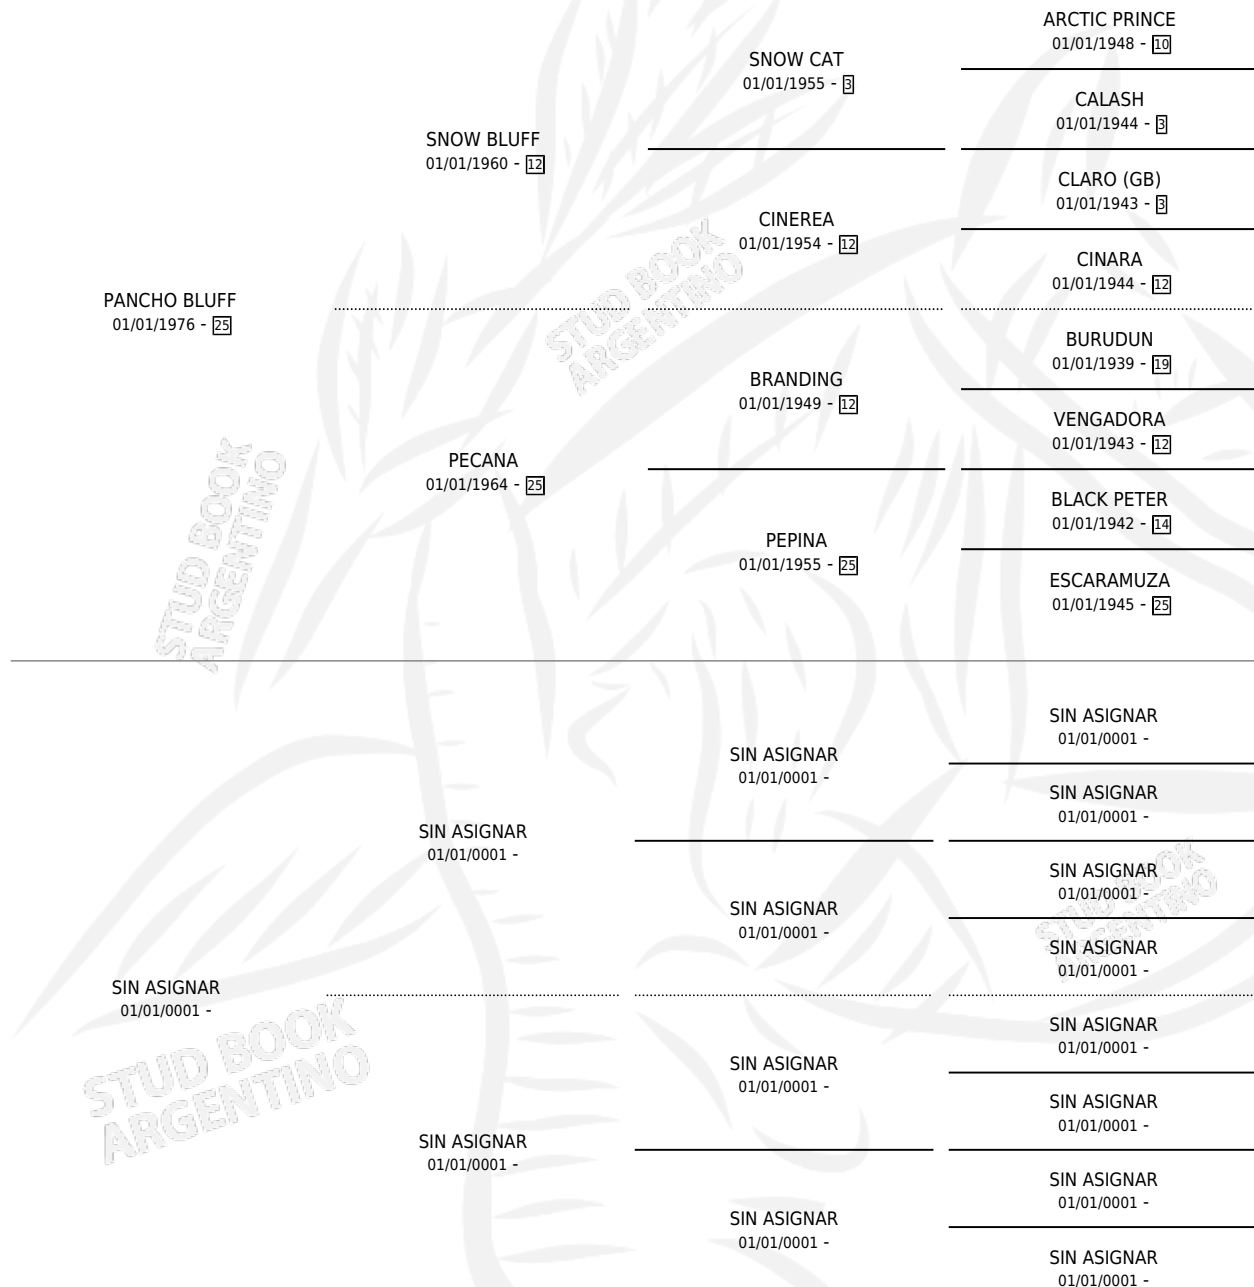 ARCTIC PRINCE
01/01/1948 - 10
SNOW CAT
01/01/1955 - 3
CALASH
01/01/1944 - 3
SNOW BLUFF
01/01/1960 - 12
CLARO (GB)
01/01/1943 - 3
CINEREA
01/01/1954 - 12
CINARA
01/01/1944 - 12
PANCHO BLUFF
01/01/1976 - 25
BURUDUN
01/01/1939 - 19
BRANDING
01/01/1949 - 12
VENGADORA
01/01/1943 - 12
PECANA
01/01/1964 - 25
BLACK PETER
01/01/1942 - 14
PEPINA
01/01/1955 - 25
ESCARAMUZA
01/01/1945 - 25
STUD BOOK
ARGENTINO
STUD BOOK
ARGENTINO
SIN ASIGNAR
01/01/0001 -
SIN ASIGNAR
01/01/0001 -
SIN ASIGNAR
01/01/0001 -
SIN ASIGNAR
01/01/0001 -
SIN ASIGNAR
01/01/0001 -
SIN ASIGNAR
01/01/0001 -
SIN ASIGNAR
01/01/0001 -
SIN ASIGNAR
01/01/0001 -
SIN ASIGNAR
01/01/0001 -
SIN ASIGNAR
01/01/0001 -
SIN ASIGNAR
01/01/0001 -
SIN ASIGNAR
01/01/0001 -
SIN ASIGNAR
01/01/0001 -
SIN ASIGNAR
01/01/0001 -
SIN ASIGNAR
01/01/0001 -
STUD BOOK
ARGENTINO
STUD BOOK
ARGENTINO